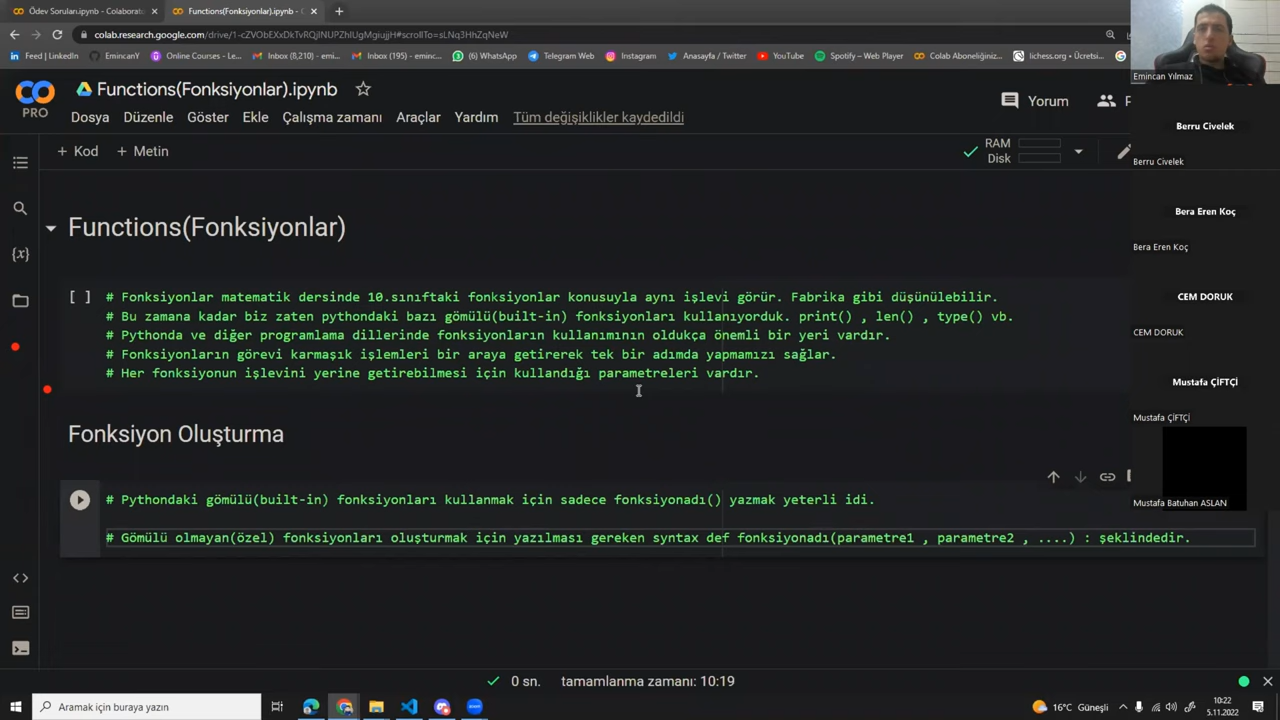 Ödev Soruları.ipynb - Colaborato
Functions(Fonksiyonlar).ipynb - C
colab.research.google.com/drive/1-cZVObEXxDkTvRQjlNUPZhlUgMgiujjH#scrollTo=sLNq3HhZqNeW
Feed | LinkedIn
EmincanY
Online Courses - Le...
Inbox (8,210) - emi...
Inbox (195) - eminc...
(6) WhatsApp
Telegram Web
Instagram
Anasayfa / Twitter
YouTube
Spotify – Web Player
Colab Aboneliğiniz...
lichess.org • Ücretsi...
PRO
Functions(Fonksiyonlar).ipynb
Dosya Düzenle Göster Ekle Çalışma zamanı Araçlar Yardım Tüm değişiklikler kaydedildi
Yorum
+ Kod + Metin
RAM
Disk
Functions(Fonksiyonlar)
[ ] # Fonksiyonlar matematik dersinde 10.sınıftaki fonksiyonlar konusuyla aynı işlevi görür. Fabrika gibi düşünülebilir.
# Bu zamana kadar biz zaten pythondaki bazı gömülü(built-in) fonksiyonları kullanıyorduk. print() , len() , type() vb.
# Pythonda ve diğer programlama dillerinde fonksiyonların kullanımının oldukça önemli bir yeri vardır.
# Fonksiyonların görevi karmaşık işlemleri bir araya getirerek tek bir adımda yapmamızı sağlar.
# Her fonksiyonun işlevini yerine getirebilmesi için kullandığı parametreleri vardır.
Fonksiyon Oluşturma
# Pythondaki gömülü(built-in) fonksiyonları kullanmak için sadece fonksiyonadı() yazmak yeterli idi.
# Gömülü olmayan(özel) fonksiyonları oluşturmak için yazılması gereken syntax def fonksiyonadı(parametre1 , parametre2 , ....) : şeklindedir.
0 sn. tamamlanma zamanı: 10:19
Emincan Yılmaz
Berru Civelek
Berru Civelek
Bera Eren Koç
Bera Eren Koç
CEM DORUK
CEM DORUK
Mustafa ÇİFTÇİ
Mustafa ÇİFTÇİ
Mustafa Batuhan ASLAN
Aramak için buraya yazın
16°C Güneşli
10:22
5.11.2022